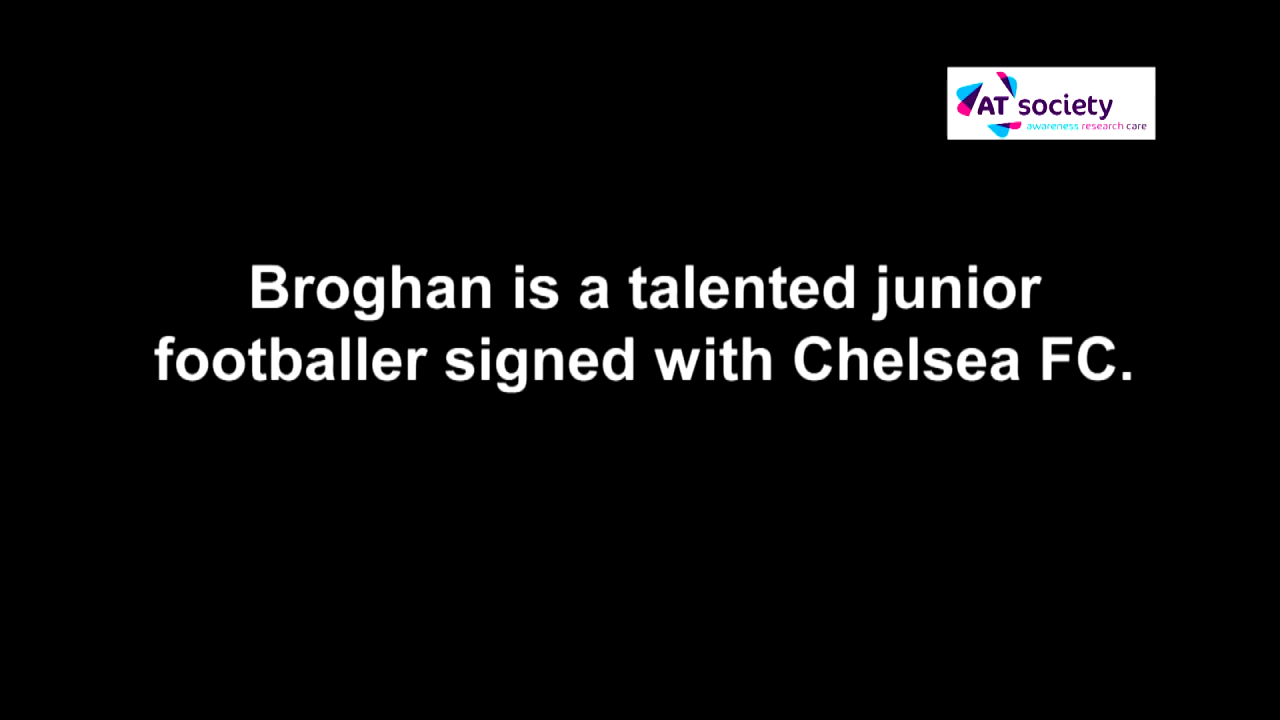 AT society
awareness research care
Broghan is a talented junior
footballer signed with Chelsea FC.